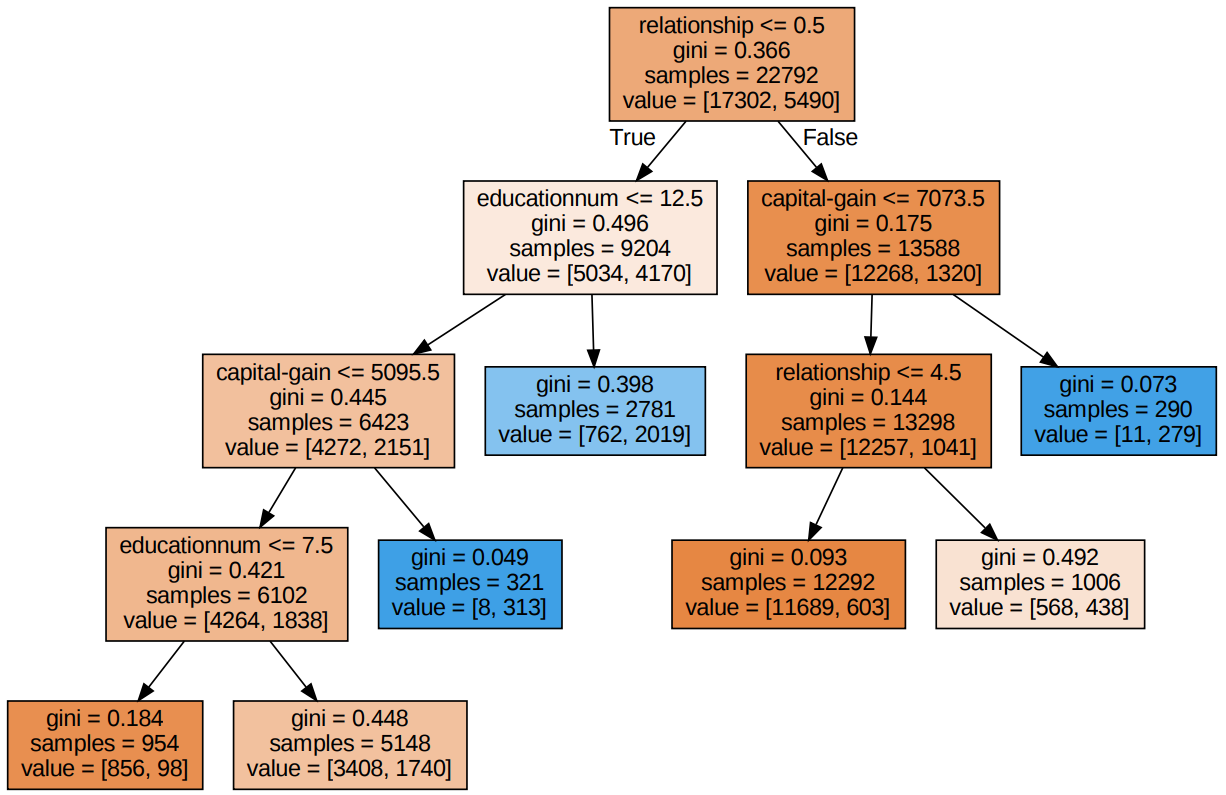 relationship <= 0.5
gini = 0.366
samples = 22792
value = [17302, 5490]
True
False
educationnum <= 12.5
gini = 0.496
samples = 9204
value = [5034, 4170]
capital-gain <= 7073.5
gini = 0.175
samples = 13588
value = [12268, 1320]
capital-gain <= 5095.5
gini = 0.445
samples = 6423
value = [4272, 2151]
gini = 0.398
samples = 2781
value = [762, 2019]
relationship <= 4.5
gini = 0.144
samples = 13298
value = [12257, 1041]
gini = 0.073
samples = 290
value = [11, 279]
educationnum <= 7.5
gini = 0.421
samples = 6102
value = [4264, 1838]
gini = 0.049
samples = 321
value = [8, 313]
gini = 0.093
samples = 12292
value = [11689, 603]
gini = 0.492
samples = 1006
value = [568, 438]
gini = 0.184
samples = 954
value = [856, 98]
gini = 0.448
samples = 5148
value = [3408, 1740]